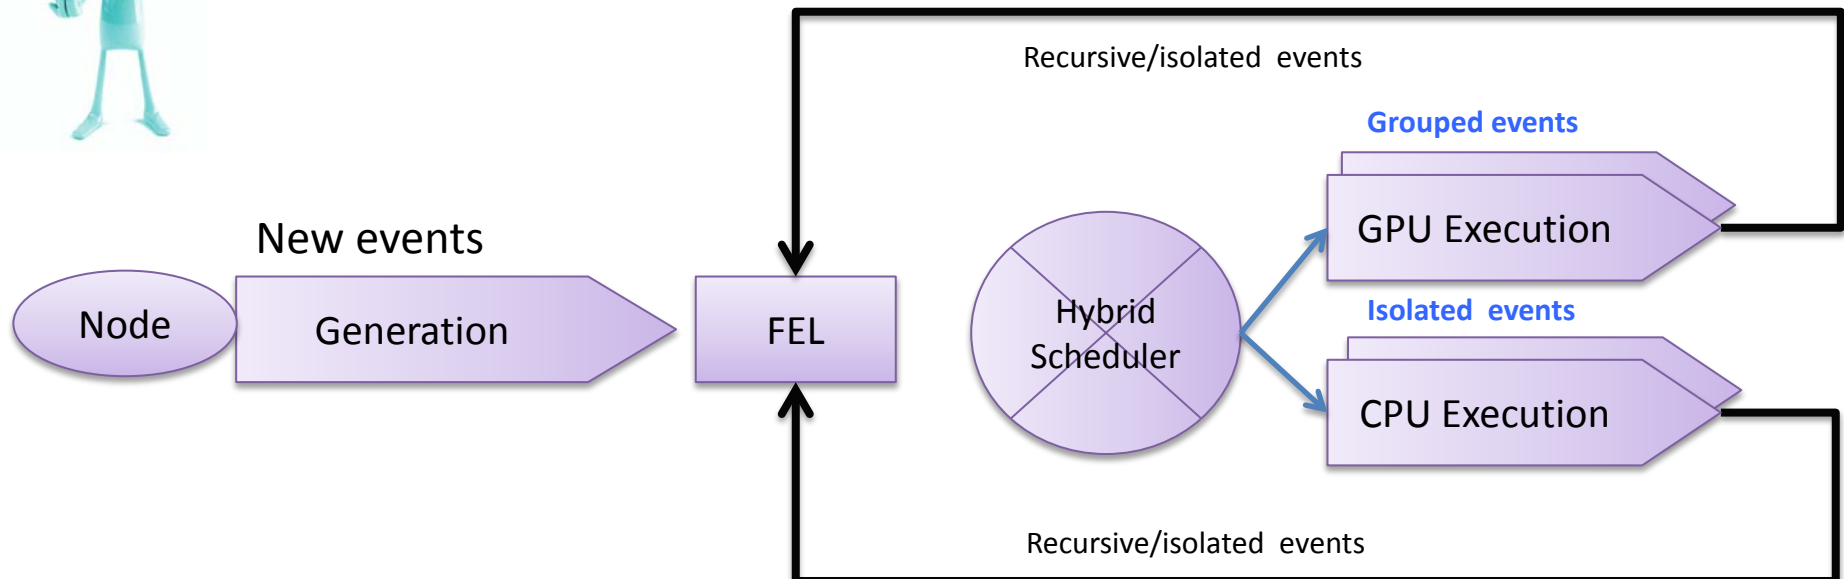 Recursive/isolated events
Grouped events
GPU Execution
New events
Node
Generation
FEL
Hybrid
Scheduler
Isolated events
CPU Execution
Recursive/isolated events